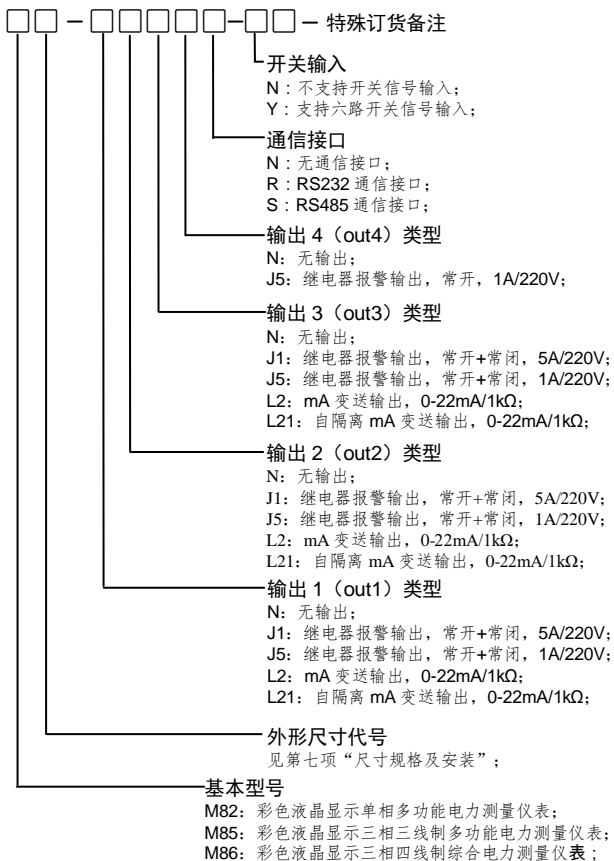 □□－□□□□□－□□－特殊订货备注
开关输入
N：不支持开关信号输入；
Y：支持六路开关信号输入；
通信接口
N：无通信接口；
R：RS232 通信接口；
S：RS485 通信接口；
输出 4（out4）类型
N：无输出；
J5：继电器报警输出，常开，1A/220V；
输出 3（out3）类型
N：无输出；
J1：继电器报警输出，常开+常闭，5A/220V；
J5：继电器报警输出，常开+常闭，1A/220V；
L2：mA 变送输出，0-22mA/1kΩ；
L21：自隔离 mA 变送输出，0-22mA/1kΩ；
输出 2（out2）类型
N：无输出；
J1：继电器报警输出，常开+常闭，5A/220V；
J5：继电器报警输出，常开+常闭，1A/220V；
L2：mA 变送输出，0-22mA/1kΩ；
L21：自隔离 mA 变送输出，0-22mA/1kΩ；
输出 1（out1）类型
N：无输出；
J1：继电器报警输出，常开+常闭，5A/220V；
J5：继电器报警输出，常开+常闭，1A/220V；
L2：mA 变送输出，0-22mA/1kΩ；
L21：自隔离 mA 变送输出，0-22mA/1kΩ；
外形尺寸代号
见第七项“尺寸规格及安装”；
基本型号
M82：彩色液晶显示单相多功能电力测量仪表；
M85：彩色液晶显示三相三线制多功能电力测量仪表；
M86：彩色液晶显示三相四线制综合电力测量仪表；